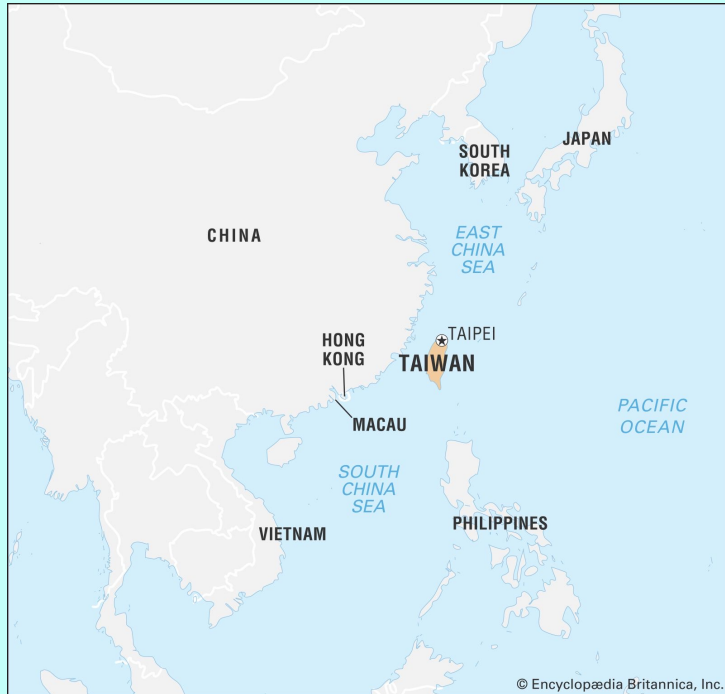 JAPAN
SOUTH
KOREA
EAST
CHINA
SEA
CHINA
TAIPEI
HONG
KONG
TAIWAN
MACAU
PACIFIC
OCEAN
SOUTH
CHINA
SEA
VIETNAM
PHILIPPINES
© Encyclopædia Britannica, Inc.